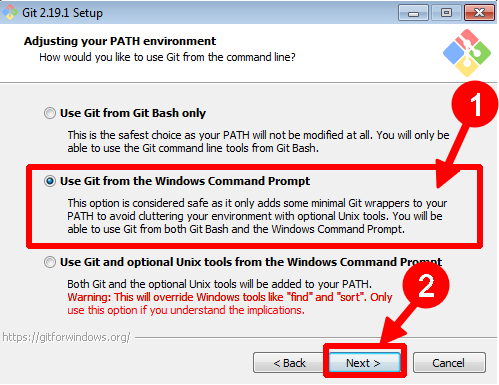 Git 2.19.1 Setup
Adjusting your PATH environment
How would you like to use Git from the command line?
1
Use Git from Git Bash only
This is the safest choice as your PATH will not be modified at all. You will only be
able to use the Git command line tools from Git Bash.
Use Git from the Windows Command Prompt
This option is considered safe as it only adds some minimal Git wrappers to your
PATH to avoid cluttering your environment with optional Unix tools. You will be
able to use Git from both Git Bash and the Windows Command Prompt.
Use Git and optional Unix tools from the Windows Command Prompt
Both Git and the optional Unix tools will be added to your PATH.
Warning: This will override Windows tools like "find" and "sort". Only
use this option if you understand the implications.
2
https://gitforwindows.org/
< Back Next > Cancel